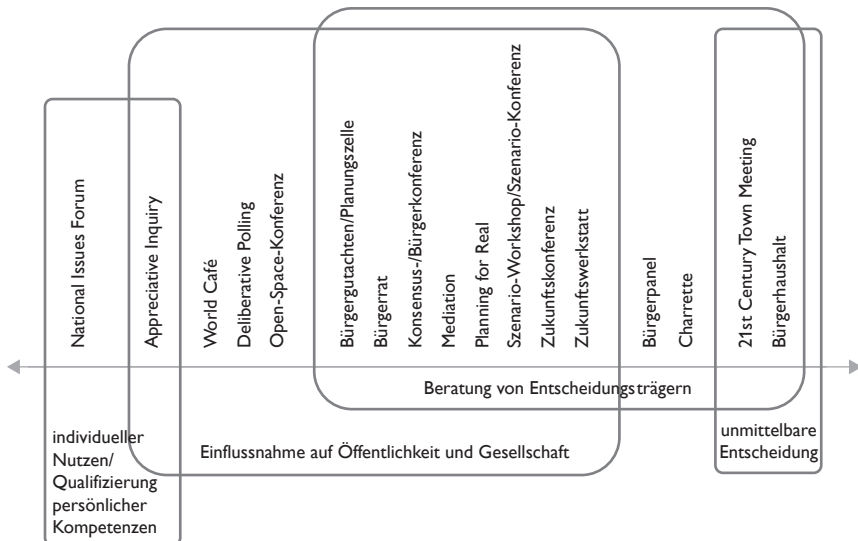 National Issues Forum
Appreciative Inquiry
World Café
Deliberative Polling
Open-Space-Konferenz
Bürgergutachten/Planungszelle
Bürgerrat
Konsensus-/Bürgerkonferenz
Mediation
Planning for Real
Szenario-Workshop/Szenario-Konferenz
Zukunftskonferenz
Zukunftswerkstatt
Bürgerpanel
Charrette
21st Century Town Meeting
Bürgerhaushalt
Beratung von Entscheidungsträgern
individueller
Nutzen/
Qualifizierung
persönlicher
Kompetenzen
Einflussnahme auf Öffentlichkeit und Gesellschaft
unmittelbare
Entscheidung